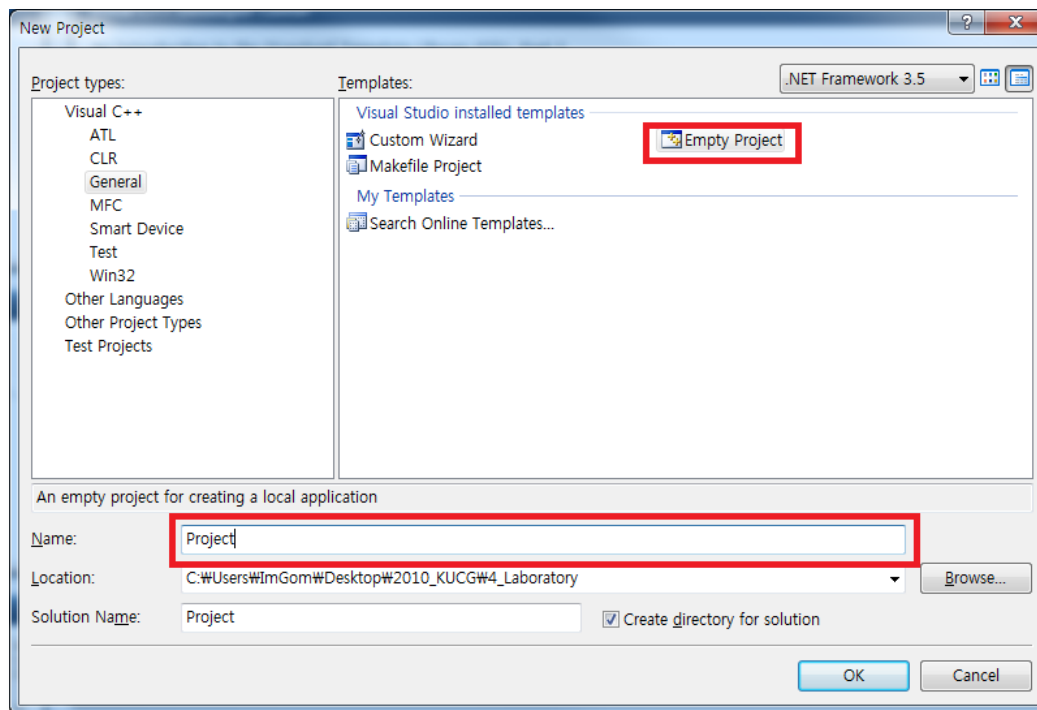 New Project
Project types:
Templates:
.NET Framework 3.5
Visual C++
ATL
CLR
General
MFC
Smart Device
Test
Win32
Other Languages
Other Project Types
Test Projects
Visual Studio installed templates
Custom Wizard
Empty Project
Makefile Project
My Templates
Search Online Templates...
An empty project for creating a local application
Name:
Project
Location:
C:₩Users₩ImGom₩Desktop₩2010_KUCG₩4_Laboratory
Browse...
Solution Name:
Project
Create directory for solution
OK
Cancel